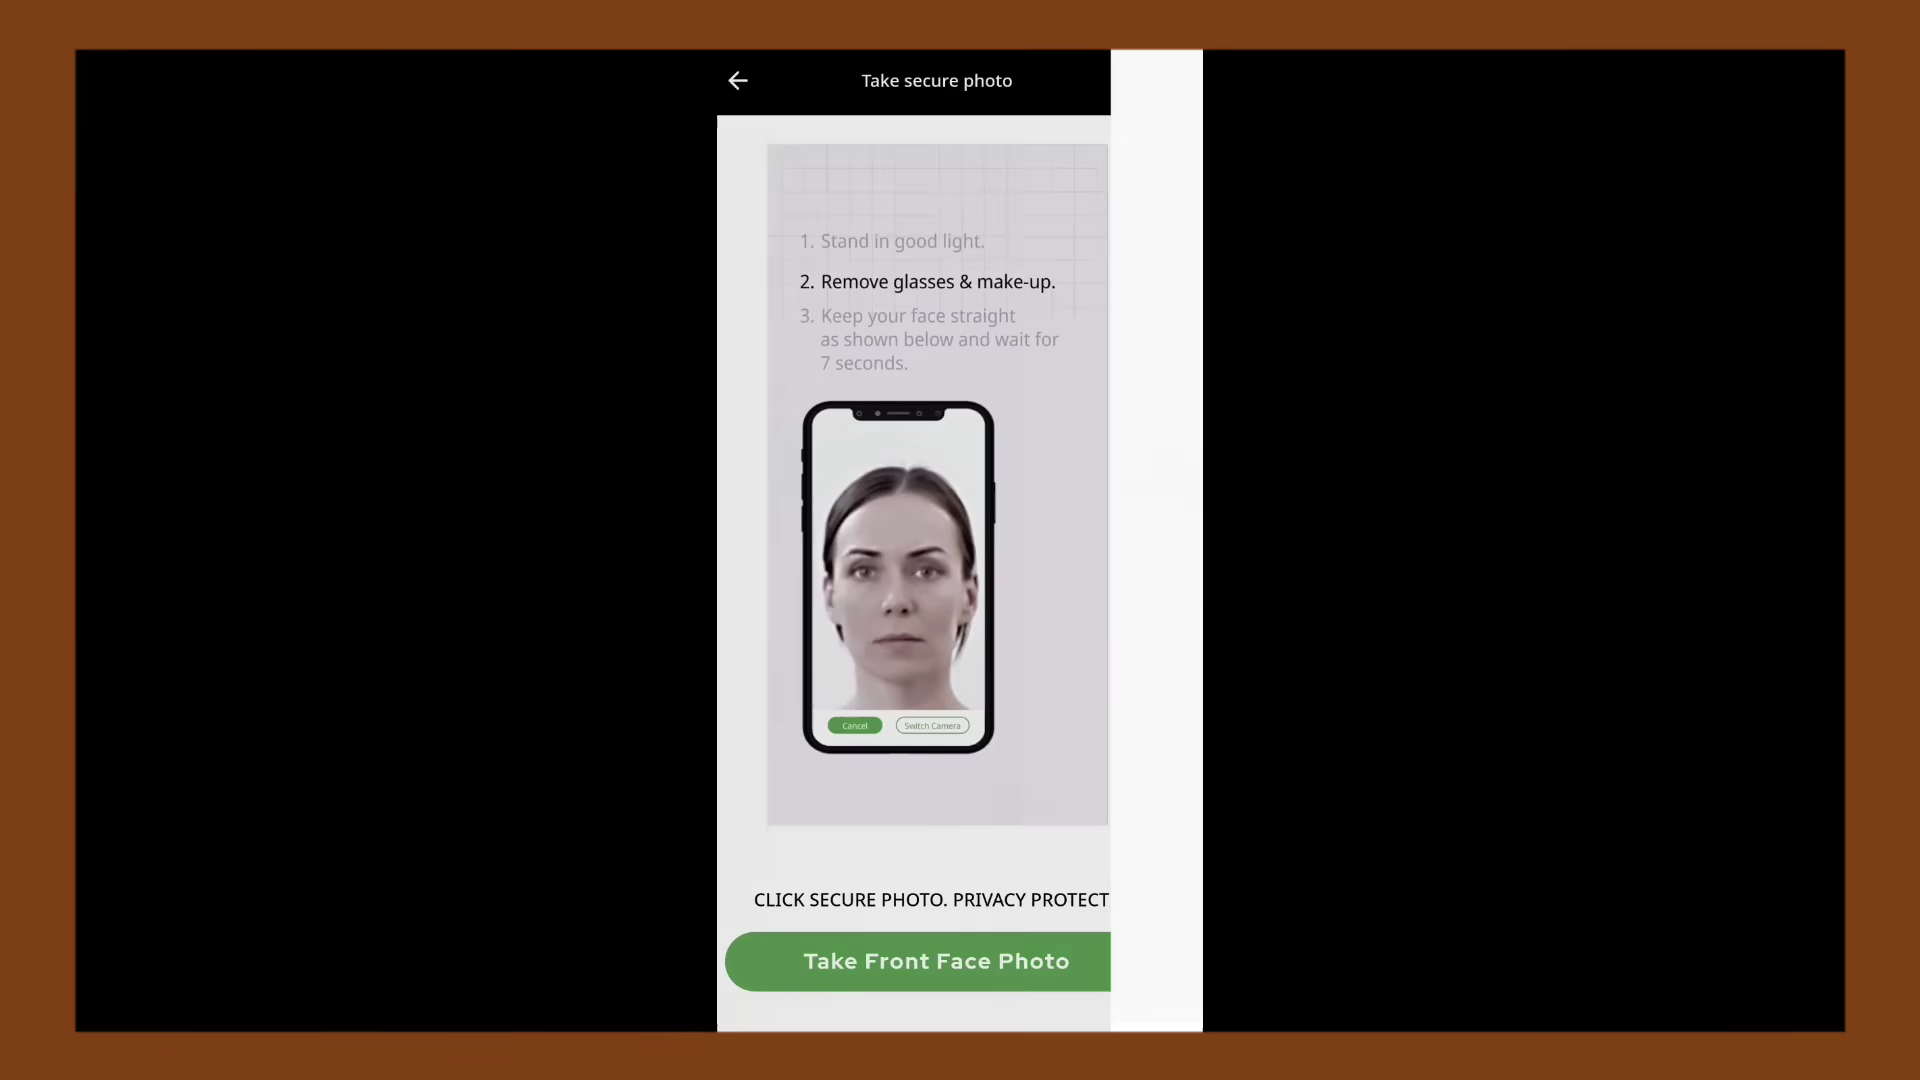 Take secure photo
1. Stand in good light.
2. Remove glasses & make-up.
3. Keep your face straight
as shown below and wait for
7 seconds.
Cancel Switch Camera
CLICK SECURE PHOTO. PRIVACY PROTECT
Take Front Face Photo